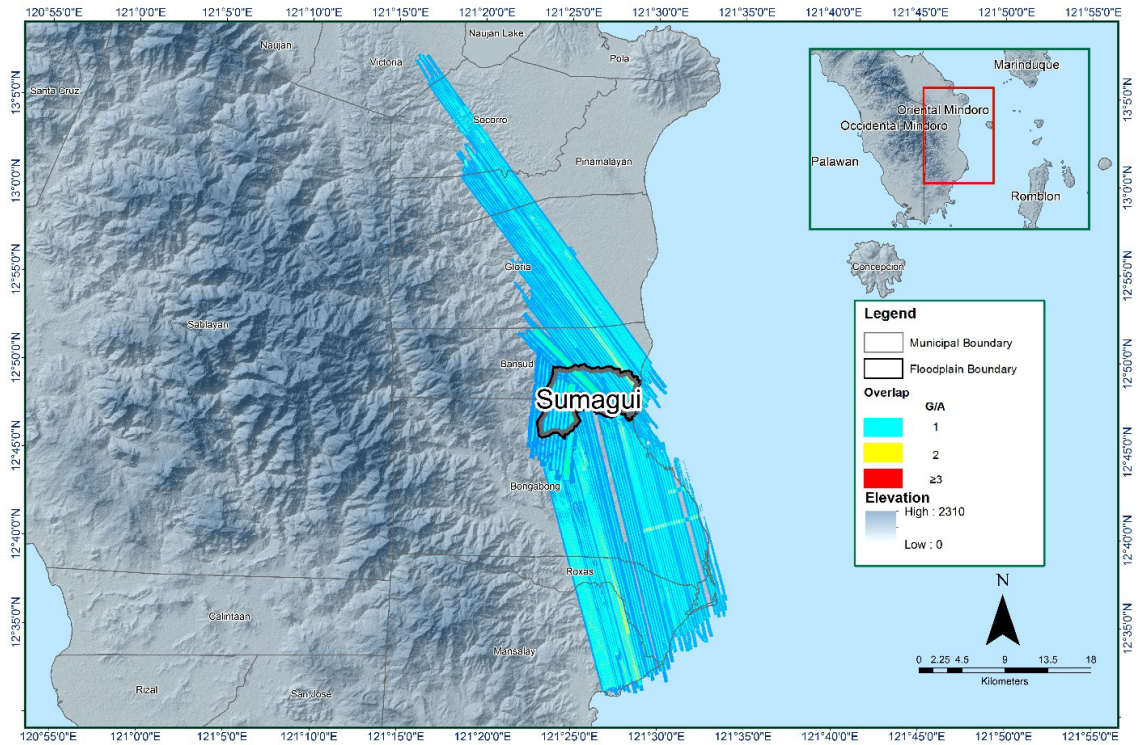 120°55'0"E 121°0'0"E 121°5'0"E 121°10'0"E 121°15'0"E 121°20'0"E 121°25'0"E 121°30'0"E 121°35'0"E 121°40'0"E 121°45'0"E 121°50'0"E 121°55'0"E
Naujan
Naujan Lake
Victoria
Pola
Santa Cruz
Socorro
Pinamalayan
Gloria
Sablayan
Bansud
Sumagui
Bongabong
Roxas
Calintaan
Mansalay
Rizal
San Jose
Concepcion
Marinduque
Oriental Mindoro
Occidental Mindoro
Palawan
Romblon
13°5'0"N
13°0'0"N
12°55'0"N
12°50'0"N
12°45'0"N
12°40'0"N
12°35'0"N
13°5'0"N
13°0'0"N
12°55'0"N
12°50'0"N
12°45'0"N
12°40'0"N
12°35'0"N
Legend
Municipal Boundary
Floodplain Boundary
Overlap
G/A
1
2
≥3
Elevation
High : 2310
Low : 0
N
0 2.25 4.5 9 13.5 18
Kilometers
120°55'0"E 121°0'0"E 121°5'0"E 121°10'0"E 121°15'0"E 121°20'0"E 121°25'0"E 121°30'0"E 121°35'0"E 121°40'0"E 121°45'0"E 121°50'0"E 121°55'0"E